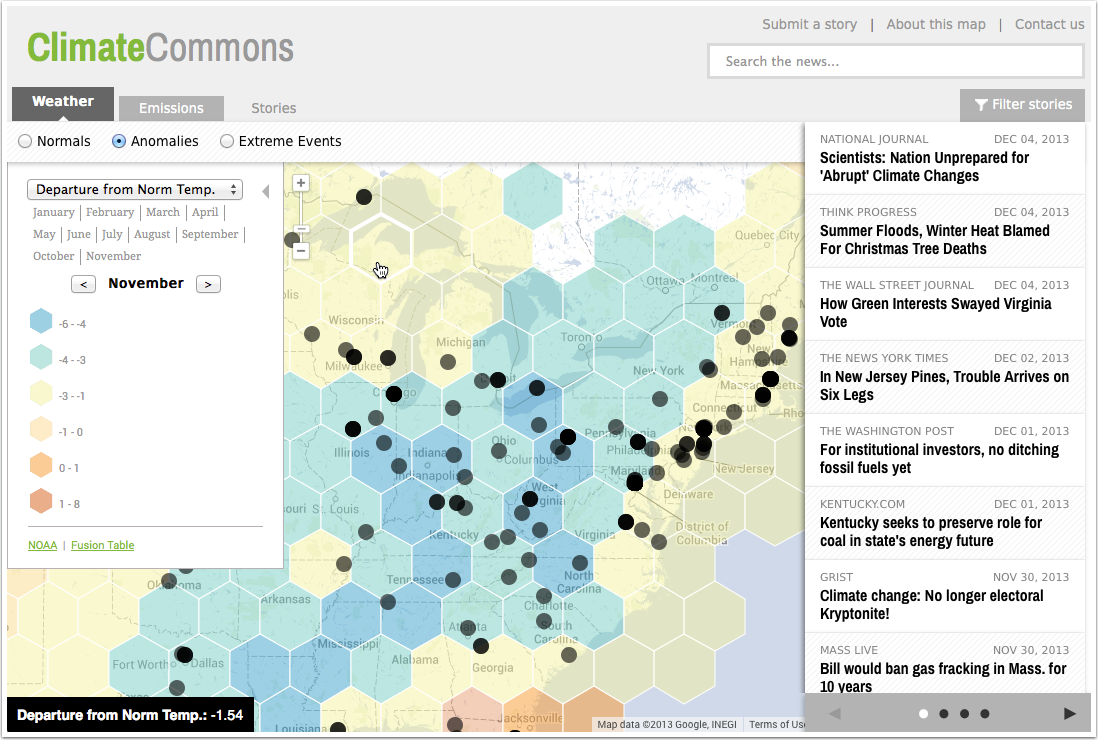 Submit a story | About this map | Contact us
ClimateCommons
Search the news...
Weather
Emissions
Stories
Filter stories
Normals
Anomalies
Extreme Events
Departure from Norm Temp.
January | February | March | April |
May | June | July | August | September |
October | November
< November >
-6 - -4
-4 - -3
-3 - -1
-1 - 0
0 - 1
1 - 8
NOAA | Fusion Table
Quebec City
Ottawa
Montreal
Wisconsin
Vermont
Michigan
Toronto
New Hampshire
Milwaukee
New York
Massachusetts
Chicago
Connecticut
Rho
Illinois
Ohio
Pennsylvania
Indiana
Columbus
Philadelphia
New Jersey
Indianapolis
Maryland
West Virginia
Delaware
St. Louis
Kentucky
Virginia
District of Columbia
Tennessee
North Carolina
Oklahoma
Arkansas
Charlotte
Atlanta
South Carolina
Mississippi
Fort Worth
Dallas
Alabama
Georgia
Louisiana
Jacksonville
Departure from Norm Temp.: -1.54
Map data ©2013 Google, INEGI
Terms of Use
NATIONAL JOURNAL DEC 04, 2013
Scientists: Nation Unprepared for
'Abrupt' Climate Changes
THINK PROGRESS DEC 04, 2013
Summer Floods, Winter Heat Blamed
For Christmas Tree Deaths
THE WALL STREET JOURNAL DEC 04, 2013
How Green Interests Swayed Virginia
Vote
THE NEW YORK TIMES DEC 02, 2013
In New Jersey Pines, Trouble Arrives on
Six Legs
THE WASHINGTON POST DEC 01, 2013
For institutional investors, no ditching
fossil fuels yet
KENTUCKY.COM DEC 01, 2013
Kentucky seeks to preserve role for
coal in state's energy future
GRIST NOV 30, 2013
Climate change: No longer electoral
Kryptonite!
MASS LIVE NOV 30, 2013
Bill would ban gas fracking in Mass. for
10 years